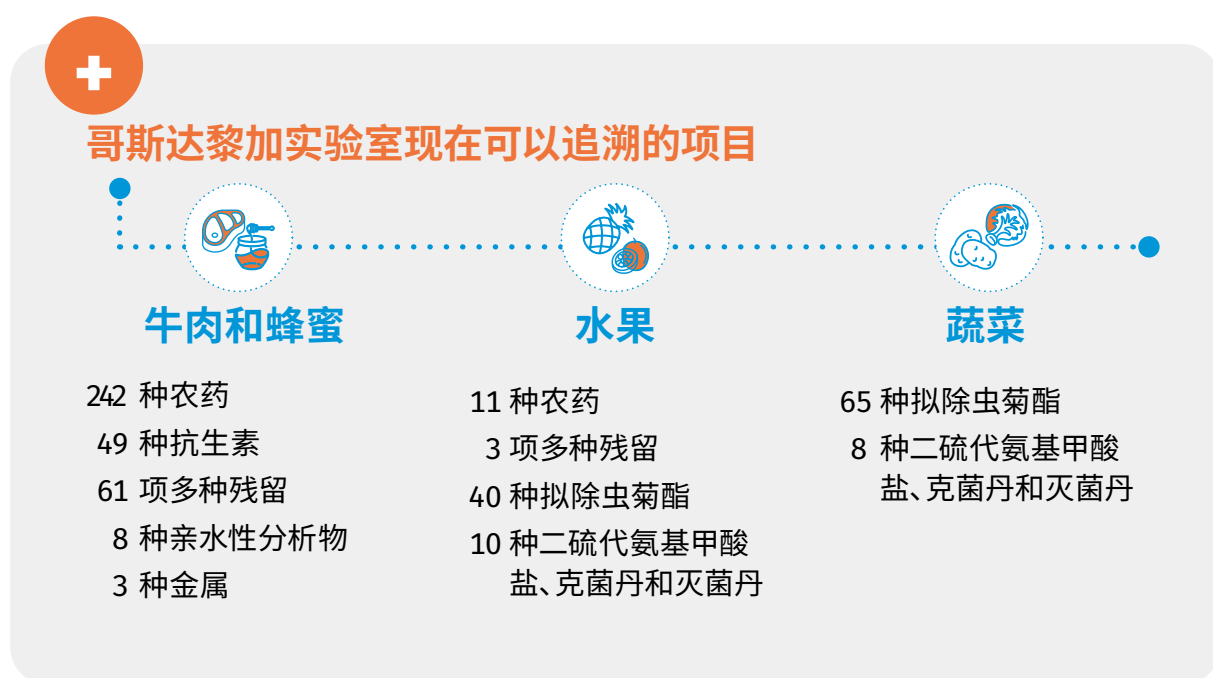 哥斯达黎加实验室现在可以追溯的项目
牛肉和蜂蜜
242 种农药
49 种抗生素
61 项多种残留
8 种亲水性分析物
3 种金属
水果
11 种农药
3 项多种残留
40 种拟除虫菊酯
10 种二硫代氨基甲酸
盐、克菌丹和灭菌丹
蔬菜
65 种拟除虫菊酯
8 种二硫代氨基甲酸
盐、克菌丹和灭菌丹